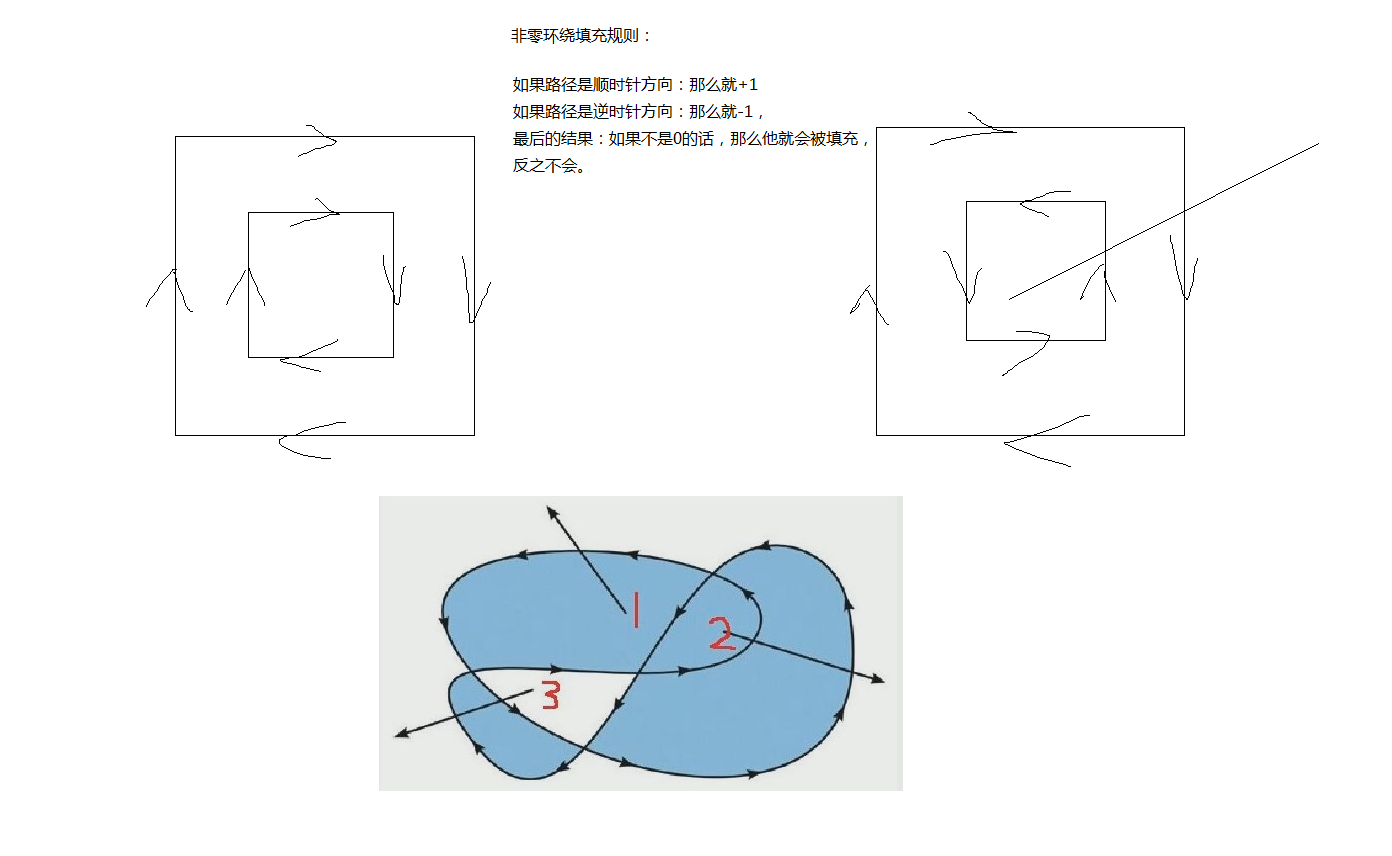 非零环绕填充规则：
如果路径是顺时针方向：那么就+1
如果路径是逆时针方向：那么就-1，
最后的结果：如果不是0的话，那么他就会被填充，
反之不会。
1
2
3